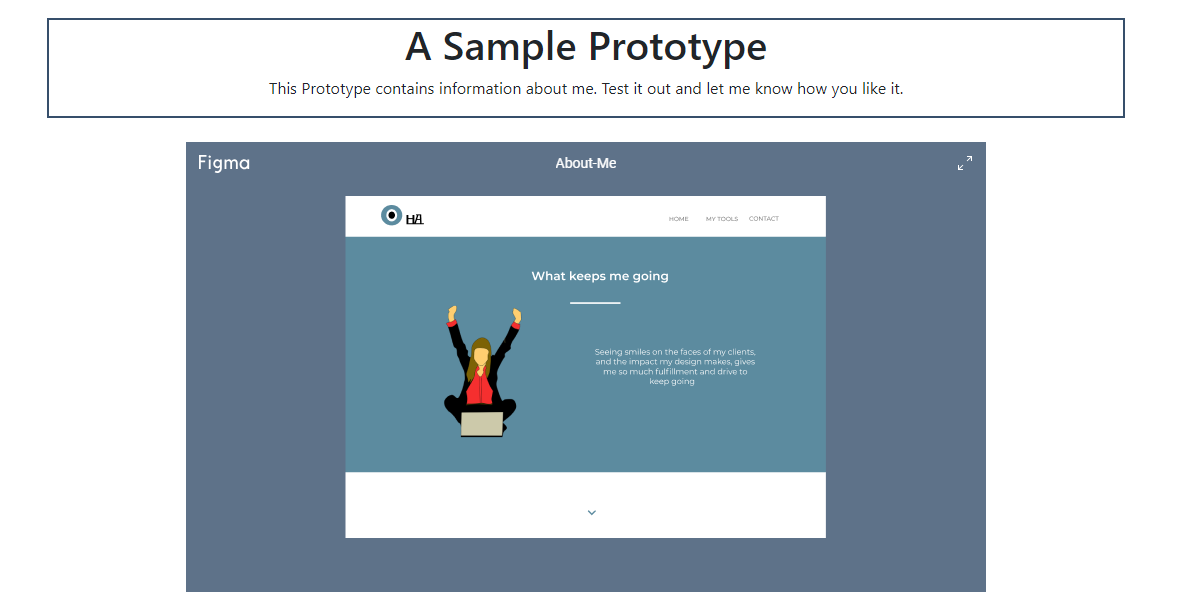 A Sample Prototype
This Prototype contains information about me. Test it out and let me know how you like it.
Figma
About-Me
HA
HOME MY TOOLS CONTACT
What keeps me going
Seeing smiles on the faces of my clients,
and the impact my design makes, gives
me so much fulfillment and drive to
keep going